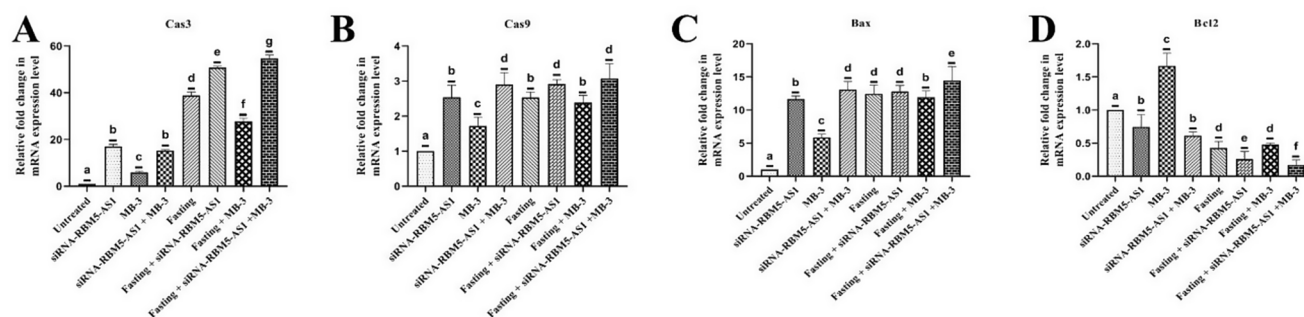 A
Cas3
Relative fold change in
mRNA expression level
60
40
20
0
a
b
c
b
d
e
f
g
Untreated
siRNA-RBM5-AS1
MB-3
siRNA-RBM5-AS1 +MB-3
Fasting
Fasting + siRNA-RBM5-AS1
Fasting + MB-3
Fasting + siRNA-RBM5-AS1 +MB-3
B
Cas9
Relative fold change in
mRNA expression level
4
3
2
1
0
a
b
c
d
b
d
b
d
Untreated
siRNA-RBM5-AS1
MB-3
siRNA-RBM5-AS1 + MB-3
Fasting
Fasting + siRNA-RBM5-AS1
Fasting + MB-3
Fasting + siRNA-RBM5-AS1 +MB-3
C
Bax
Relative fold change in
mRNA expression level
20
15
10
5
0
a
b
c
d
d
d
b
e
Untreated
siRNA-RBM5-AS1
MB-3
siRNA-RBM5-AS1 + MB-3
Fasting
Fasting + siRNA-RBM5-AS1
Fasting + MB-3
Fasting + siRNA-RBM5-AS1 +MB-3
D
Bcl2
Relative fold change in
mRNA expression level
2.0
1.5
1.0
0.5
0.0
a
b
c
b
d
e
d
f
Untreated
siRNA-RBM5-AS1
MB-3
siRNA-RBM5-AS1 + MB-3
Fasting
Fasting + siRNA-RBM5-AS1
Fasting + MB-3
Fasting + siRNA-RBM5-AS1 +MB-3